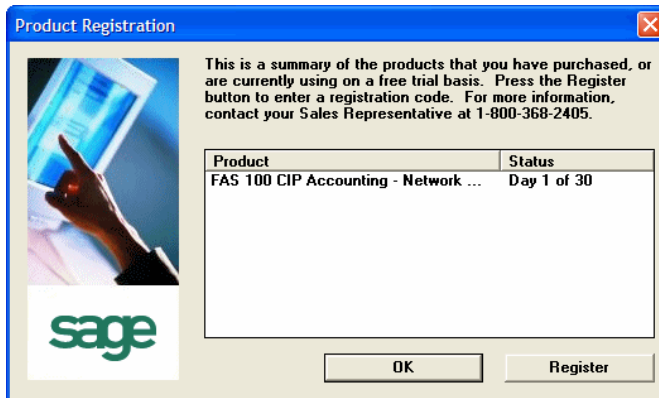 Product Registration
This is a summary of the products that you have purchased, or
are currently using on a free trial basis. Press the Register
button to enter a registration code. For more information,
contact your Sales Representative at 1-800-368-2405.
Product Status
FAS 100 CIP Accounting - Network ... Day 1 of 30
sage
OK Register